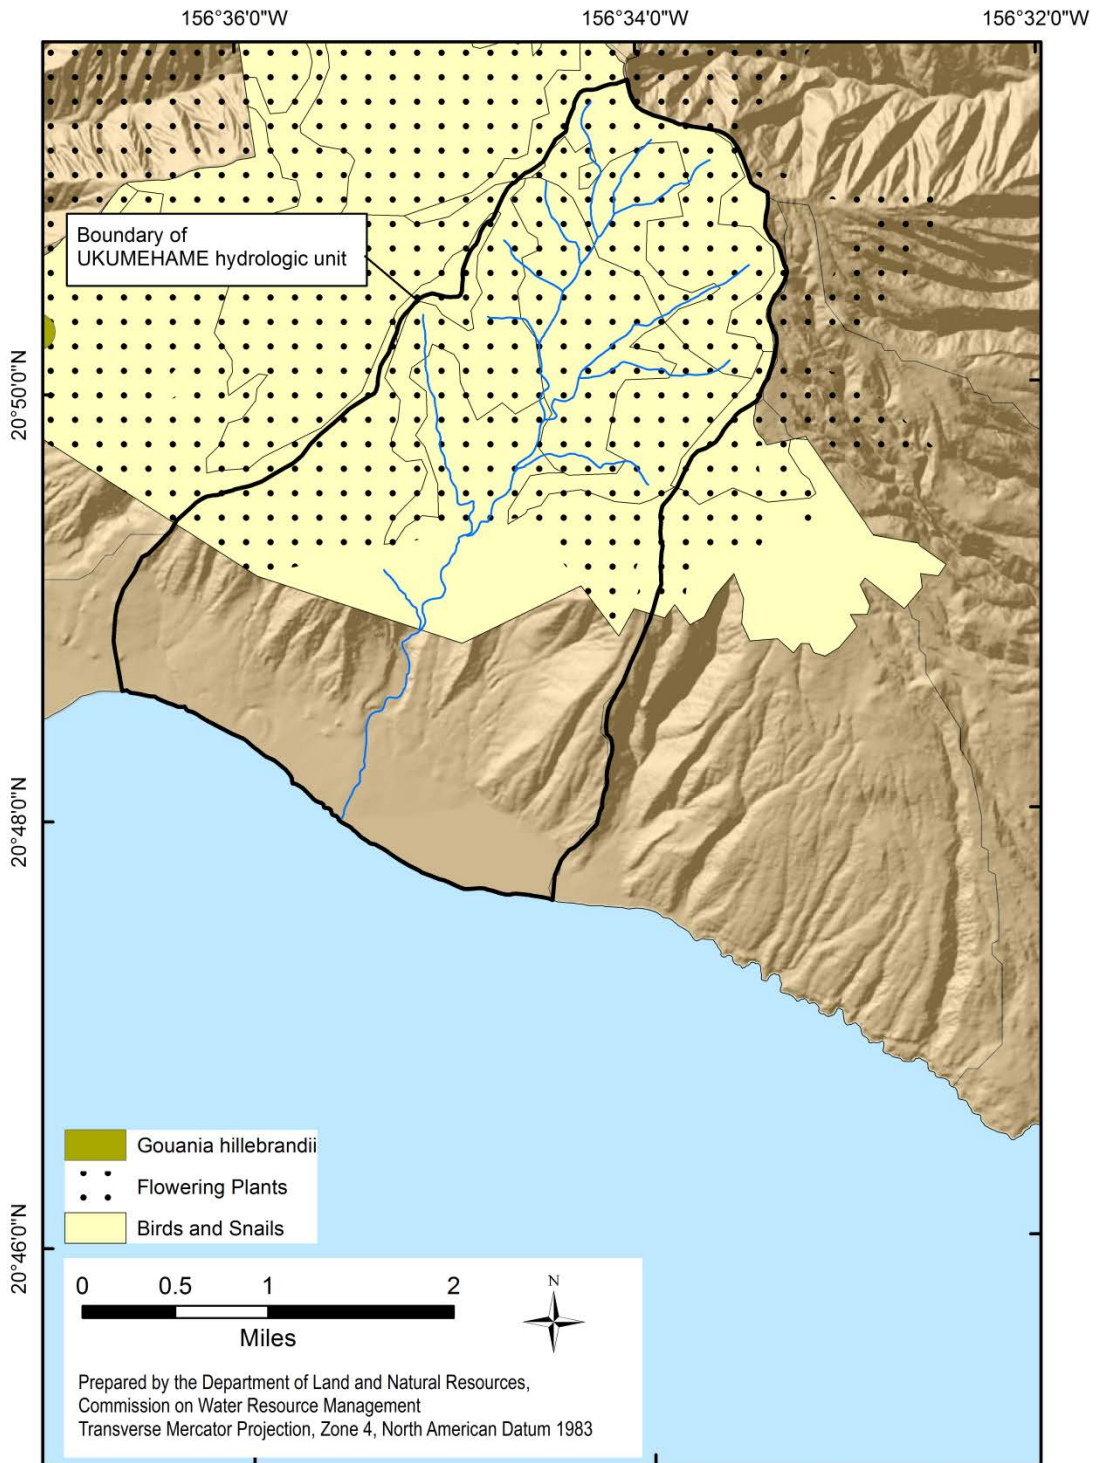 156°36'0"W 156°34'0"W 156°32'0"W
Boundary of
UKUMEHAME hydrologic unit
20°50'0"N
20°48'0"N
20°46'0"N
Gouania hillebrandii
Flowering Plants
Birds and Snails
0 0.5 1 2
Miles
N
Prepared by the Department of Land and Natural Resources,
Commission on Water Resource Management
Transverse Mercator Projection, Zone 4, North American Datum 1983